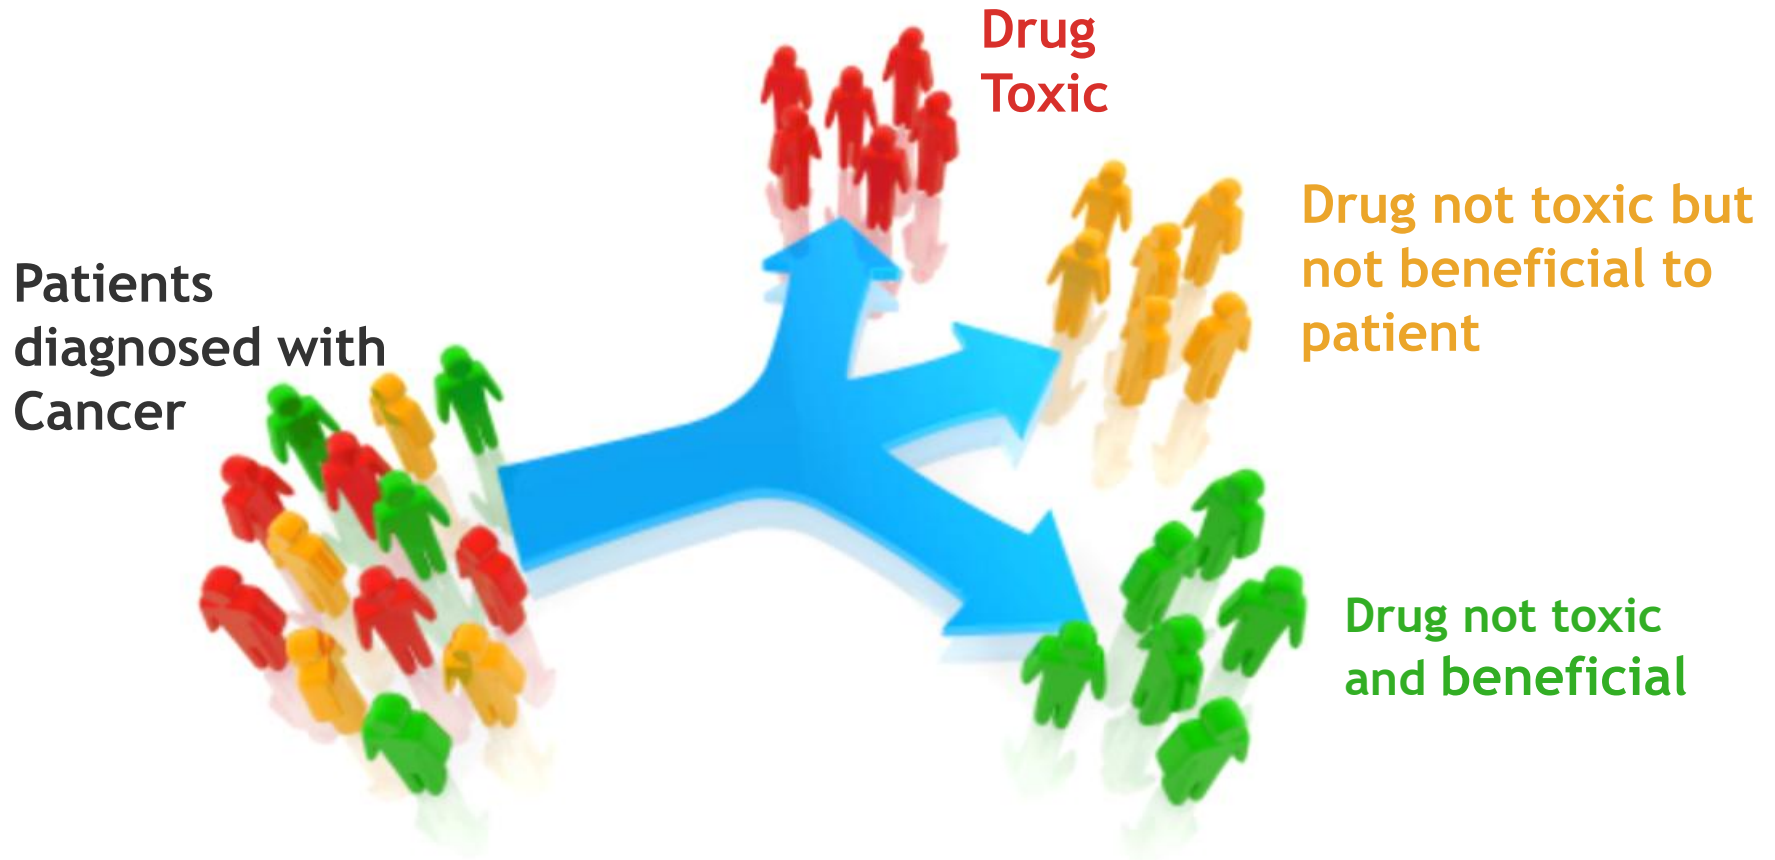 Drug
Toxic
Drug not toxic but
not beneficial to
patient
Patients
diagnosed with
Cancer
Drug not toxic
and beneficial